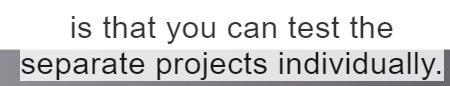 is that you can test the
separate projects individually.